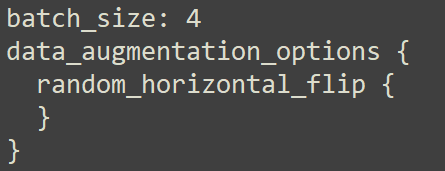 batch_size: 4
data_augmentation_options {
  random_horizontal_flip {
  }
}